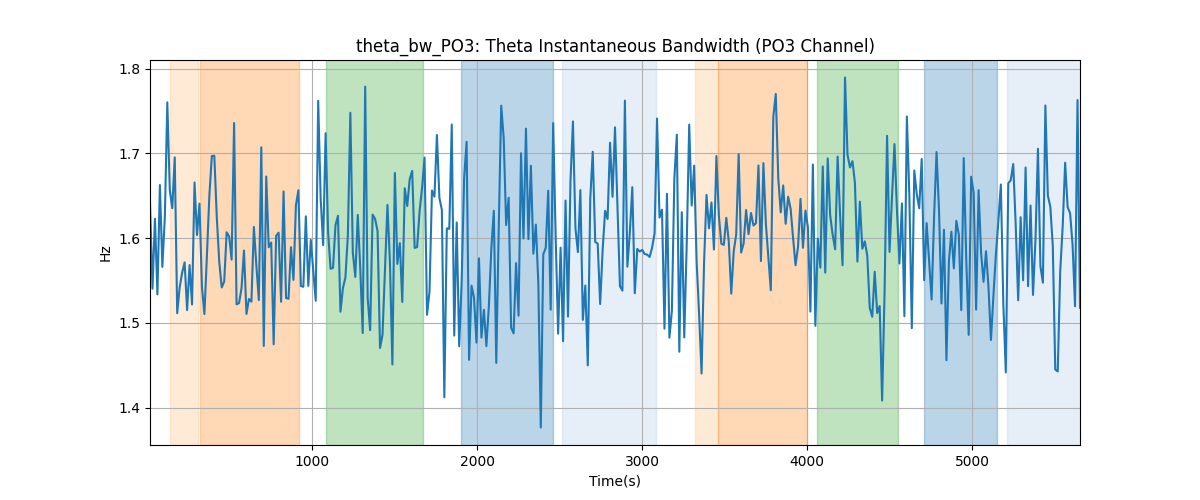 theta_bw_PO3: Theta Instantaneous Bandwidth (PO3 Channel)
1.8
1.7
1.6
1.5
1.4
Hz
1000 2000 3000 4000 5000
Time(s)